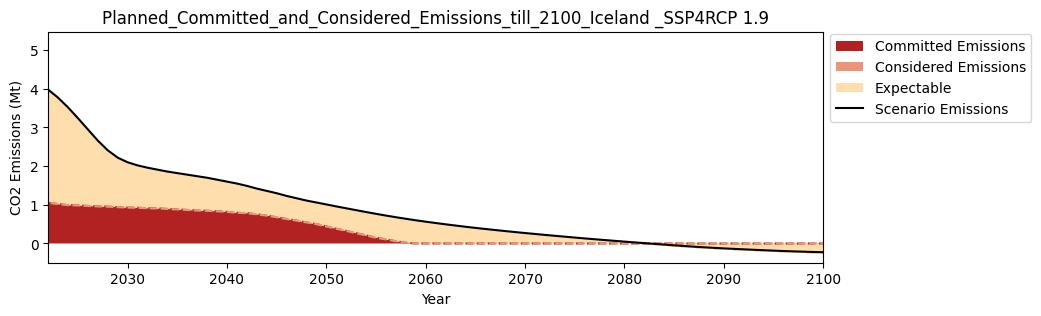 Planned_Committed_and_Considered_Emissions_till_2100_Iceland _SSP4RCP 1.9
5
4
3
2
1
0
CO2 Emissions (Mt)
2030 2040 2050 2060 2070 2080 2090 2100
Year
Committed Emissions
Considered Emissions
Expectable
Scenario Emissions